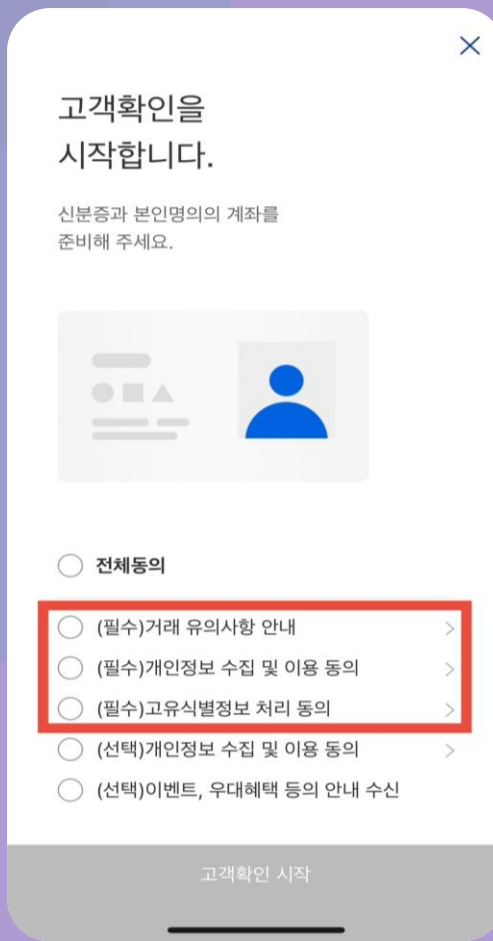 고객확인을
시작합니다.
신분증과 본인명의의 계좌를
준비해 주세요.
전체동의
(필수)거래 유의사항 안내
(필수)개인정보 수집 및 이용 동의
(필수)고유식별정보 처리 동의
(선택)개인정보 수집 및 이용 동의
(선택)이벤트, 우대혜택 등의 안내 수신
고객확인 시작